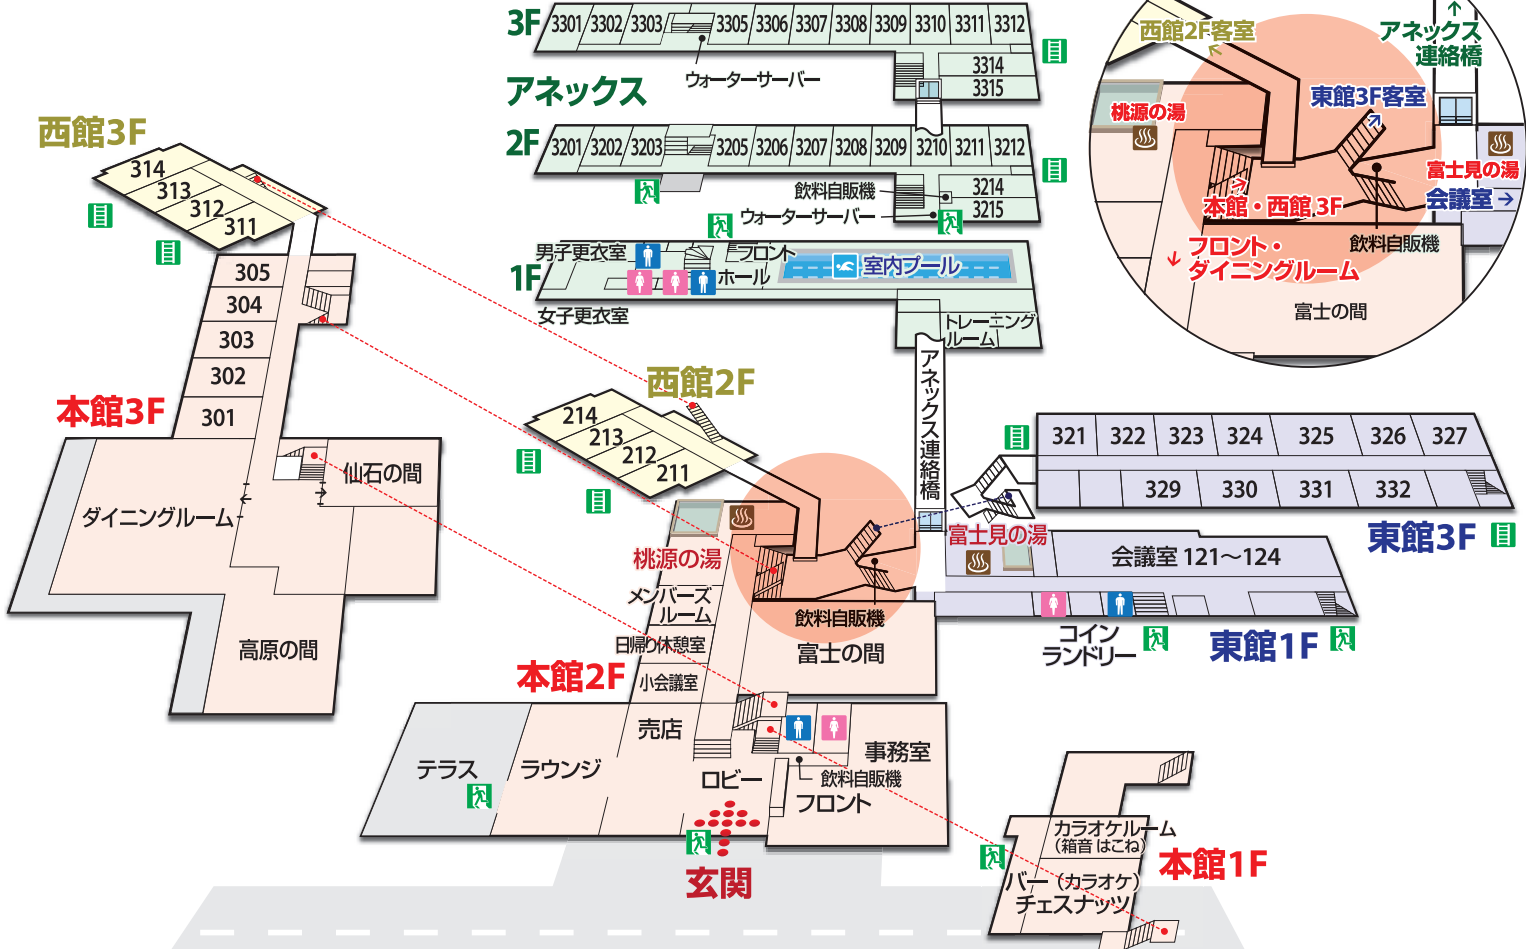 3F
3301
3302
3303
3305
3306
3307
3308
3309
3310
3311
3312
3314
3315
ウォーターサーバー
アネックス
2F
3201
3202
3203
3205
3206
3207
3208
3209
3210
3211
3212
3214
3215
飲料自販機
ウォーターサーバー
1F
男子更衣室
女子更衣室
フロント
ホール
室内プール
トレーニング
ルーム
アネックス連絡橋
西館2F客室
アネックス
連絡橋
桃源の湯
東館3F客室
富士見の湯
会議室
本館・西館3F
フロント・
ダイニングルーム
飲料自販機
富士の間
西館3F
314
313
312
311
305
304
303
302
301
本館3F
ダイニングルーム
仙石の間
高原の間
西館2F
214
213
212
211
桃源の湯
メンバーズ
ルーム
日帰り休憩室
小会議室
飲料自販機
富士の間
本館2F
売店
テラス
ラウンジ
ロビー
事務室
飲料自販機
フロント
玄関
321
322
323
324
325
326
327
329
330
331
332
東館3F
富士見の湯
会議室 121～124
コイン
ランドリー
東館1F
カラオケルーム
（箱音 はこね）
バー（カラオケ）
チェスナッツ
本館1F